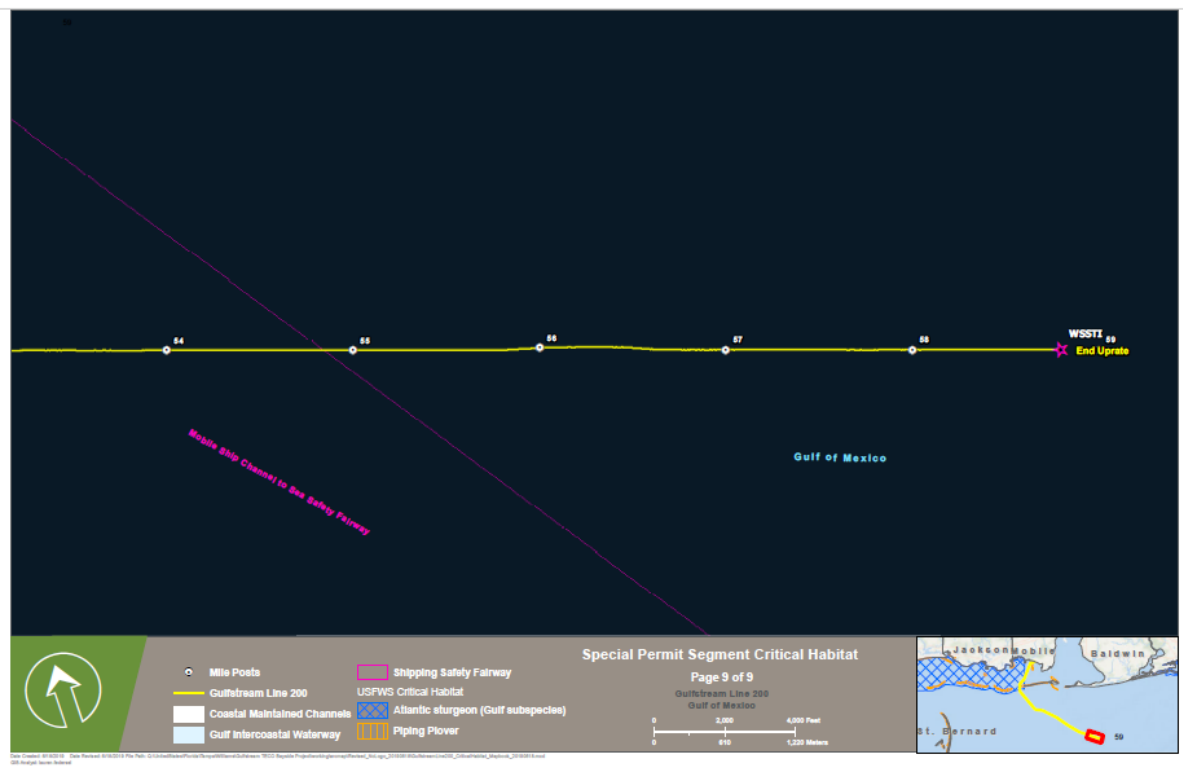 59
54
55
56
57
58
WSSTI
59
End Uprate
Mobile Ship Channel to Sea Safety Fairway
Gulf of Mexico
Mile Posts
Gulfstream Line 200
Coastal Maintained Channels
Gulf Intercoastal Waterway
Shipping Safety Fairway
USFWS Critical Habitat
Atlantic sturgeon (Gulf subspecies)
Piping Plover
Special Permit Segment Critical Habitat
Page 9 of 9
Gulfstream Line 200
Gulf of Mexico
0 2,000 4,000 Feet
0 610 1,220 Meters
Jackson Mobile Baldwin
St. Bernard
59